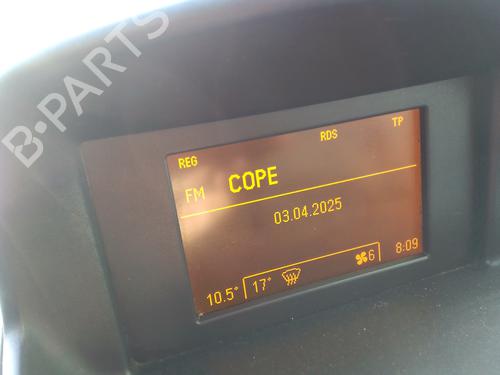 B-PARTS
REG RDS TP
FM COPE
03.04.2025
10.5° 17° 6 8:09